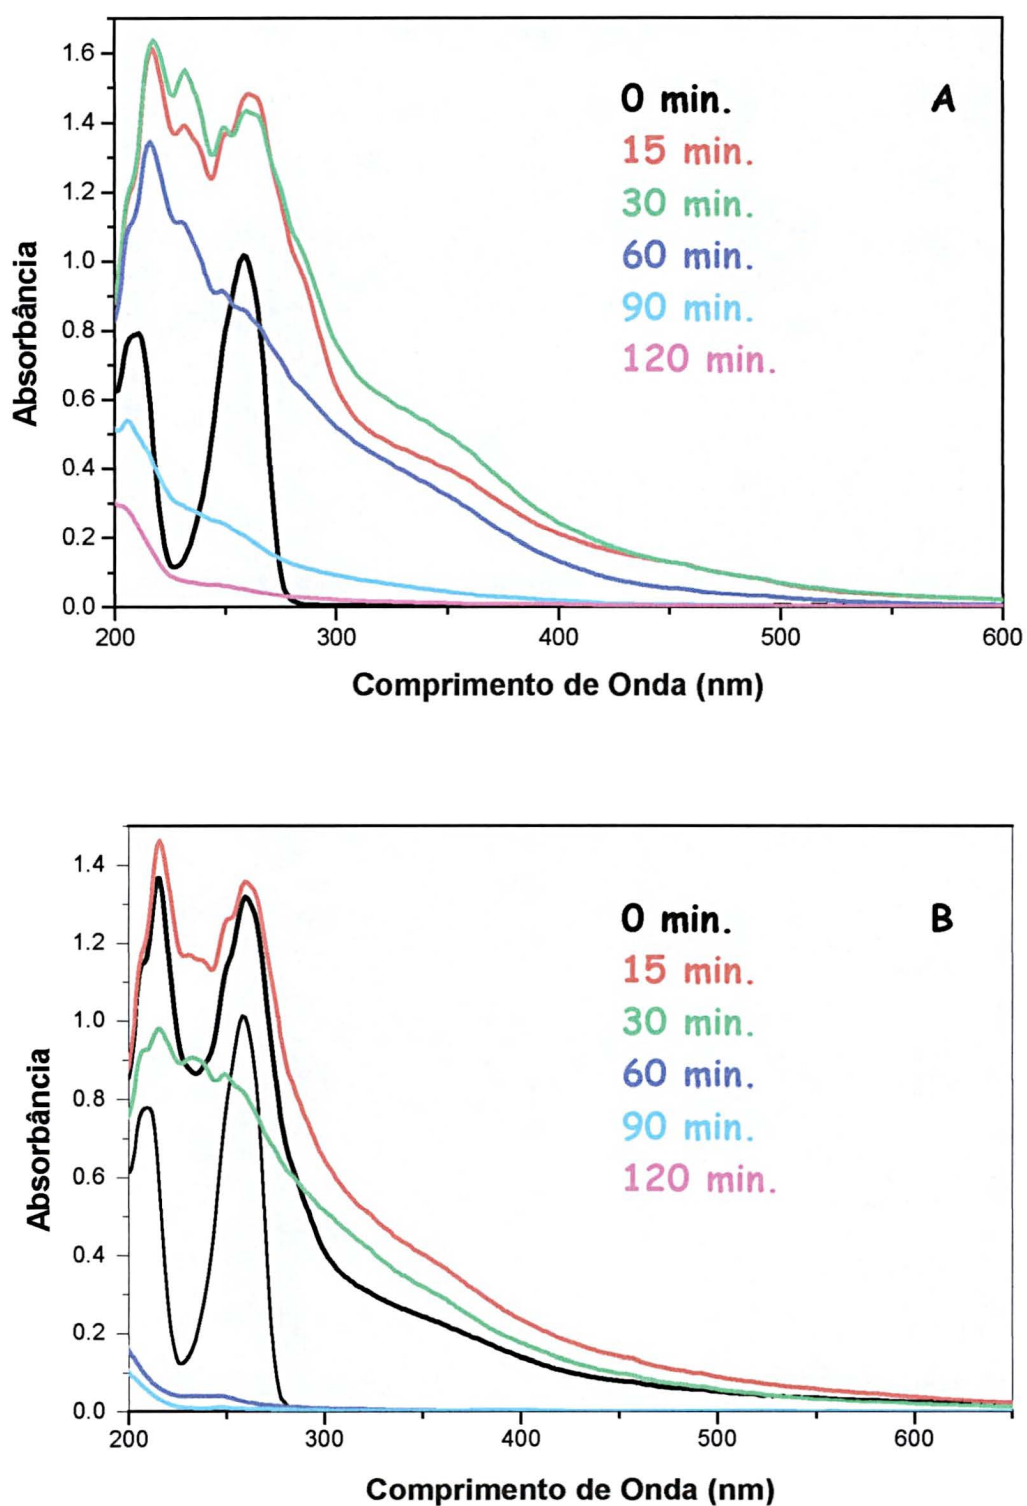 A
0 min.
15 min.
30 min.
60 min.
90 min.
120 min.
Absorbância
1.6
1.4
1.2
1.0
0.8
0.6
0.4
0.2
0.0
200 300 400 500 600
Comprimento de Onda (nm)
B
0 min.
15 min.
30 min.
60 min.
90 min.
120 min.
Absorbância
1.4
1.2
1.0
0.8
0.6
0.4
0.2
0.0
200 300 400 500 600
Comprimento de Onda (nm)